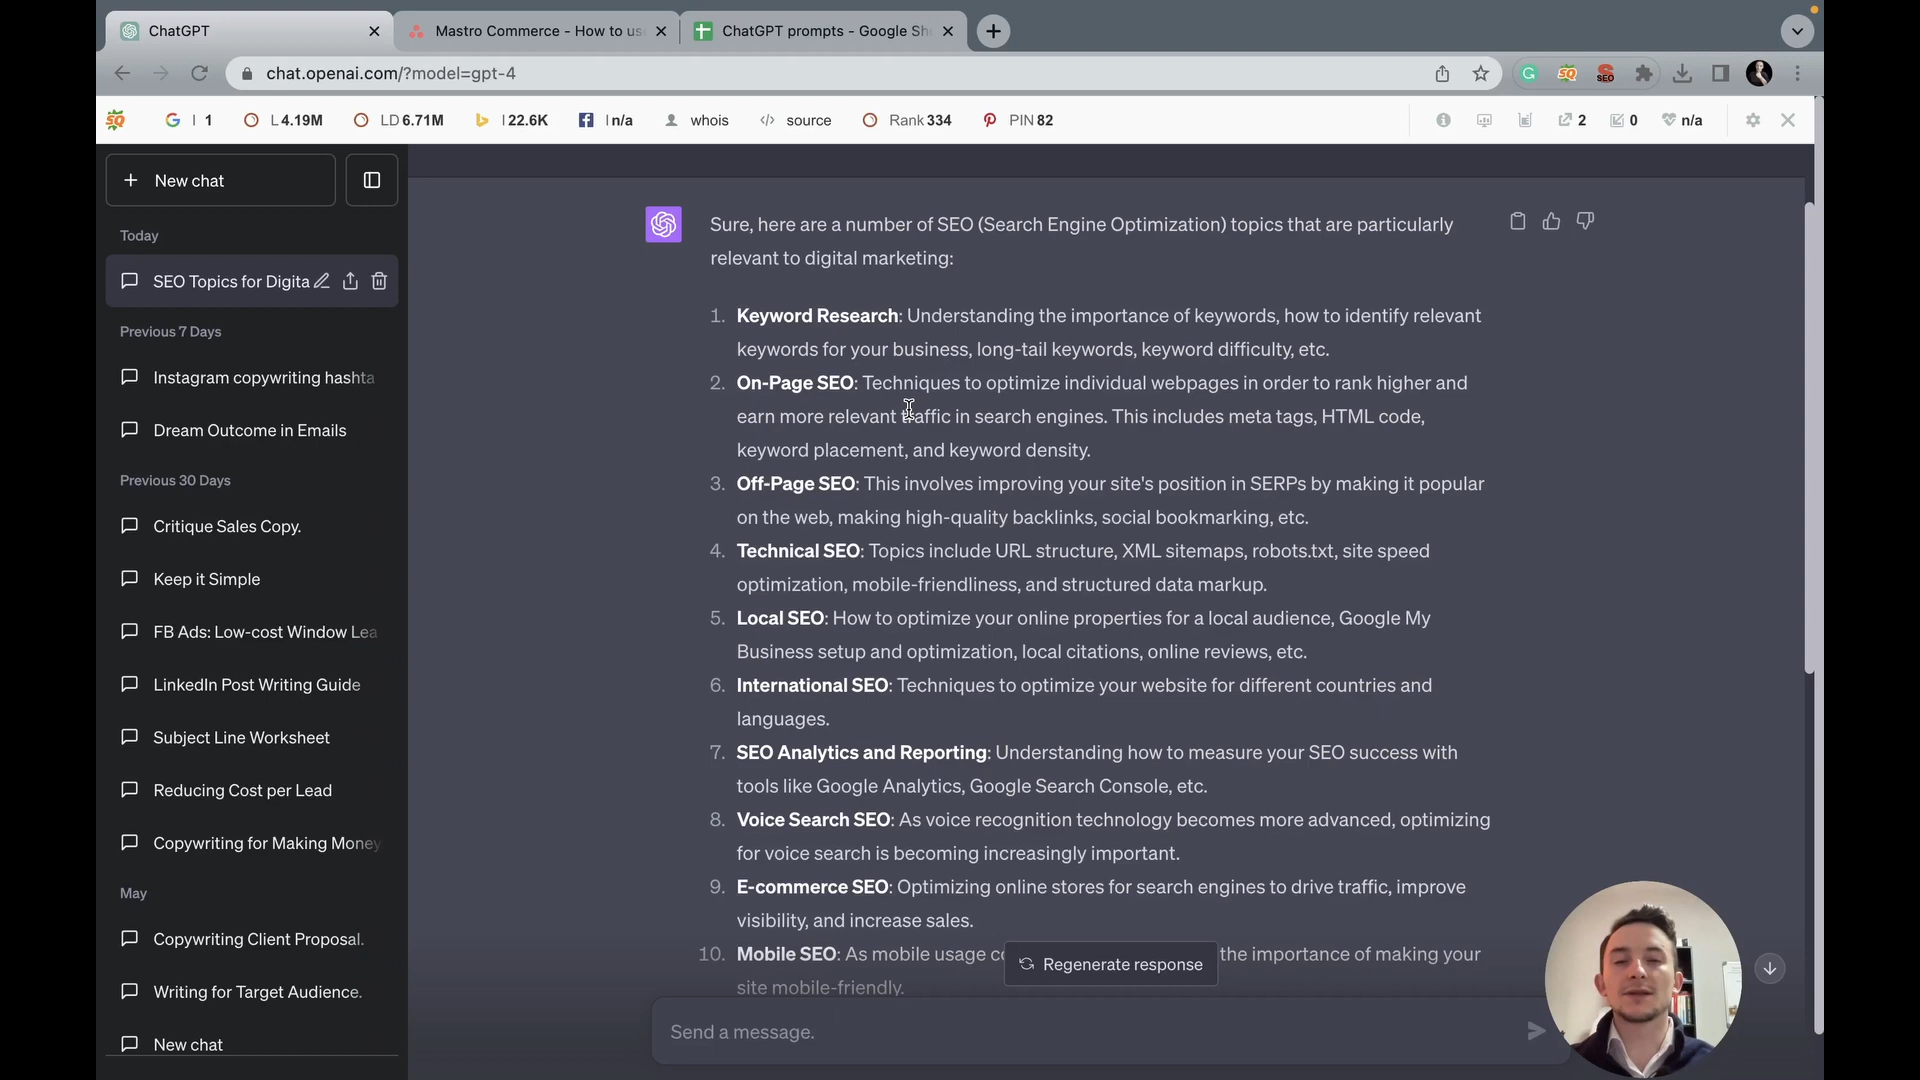 ChatGPT
Mastro Commerce - How to us
ChatGPT prompts - Google She
chat.openai.com/?model=gpt-4
SQ
SEO
SQ
I 1
L 4.19M
LD 6.71M
I 22.6K
I n/a
whois
source
Rank 334
PIN 82
2
0
n/a
New chat
Today
SEO Topics for Digita
Previous 7 Days
Instagram copywriting hashta
Dream Outcome in Emails
Previous 30 Days
Critique Sales Copy.
Keep it Simple
FB Ads: Low-cost Window Lea
LinkedIn Post Writing Guide
Subject Line Worksheet
Reducing Cost per Lead
Copywriting for Making Money
May
Copywriting Client Proposal.
Writing for Target Audience.
New chat
Sure, here are a number of SEO (Search Engine Optimization) topics that are particularly
relevant to digital marketing:
1. Keyword Research: Understanding the importance of keywords, how to identify relevant
keywords for your business, long-tail keywords, keyword difficulty, etc.
2. On-Page SEO: Techniques to optimize individual webpages in order to rank higher and
earn more relevant traffic in search engines. This includes meta tags, HTML code,
keyword placement, and keyword density.
3. Off-Page SEO: This involves improving your site's position in SERPs by making it popular
on the web, making high-quality backlinks, social bookmarking, etc.
4. Technical SEO: Topics include URL structure, XML sitemaps, robots.txt, site speed
optimization, mobile-friendliness, and structured data markup.
5. Local SEO: How to optimize your online properties for a local audience, Google My
Business setup and optimization, local citations, online reviews, etc.
6. International SEO: Techniques to optimize your website for different countries and
languages.
7. SEO Analytics and Reporting: Understanding how to measure your SEO success with
tools like Google Analytics, Google Search Console, etc.
8. Voice Search SEO: As voice recognition technology becomes more advanced, optimizing
for voice search is becoming increasingly important.
9. E-commerce SEO: Optimizing online stores for search engines to drive traffic, improve
visibility, and increase sales.
10. Mobile SEO: As mobile usage the importance of making your
site mobile-friendly.
Regenerate response
Send a message.